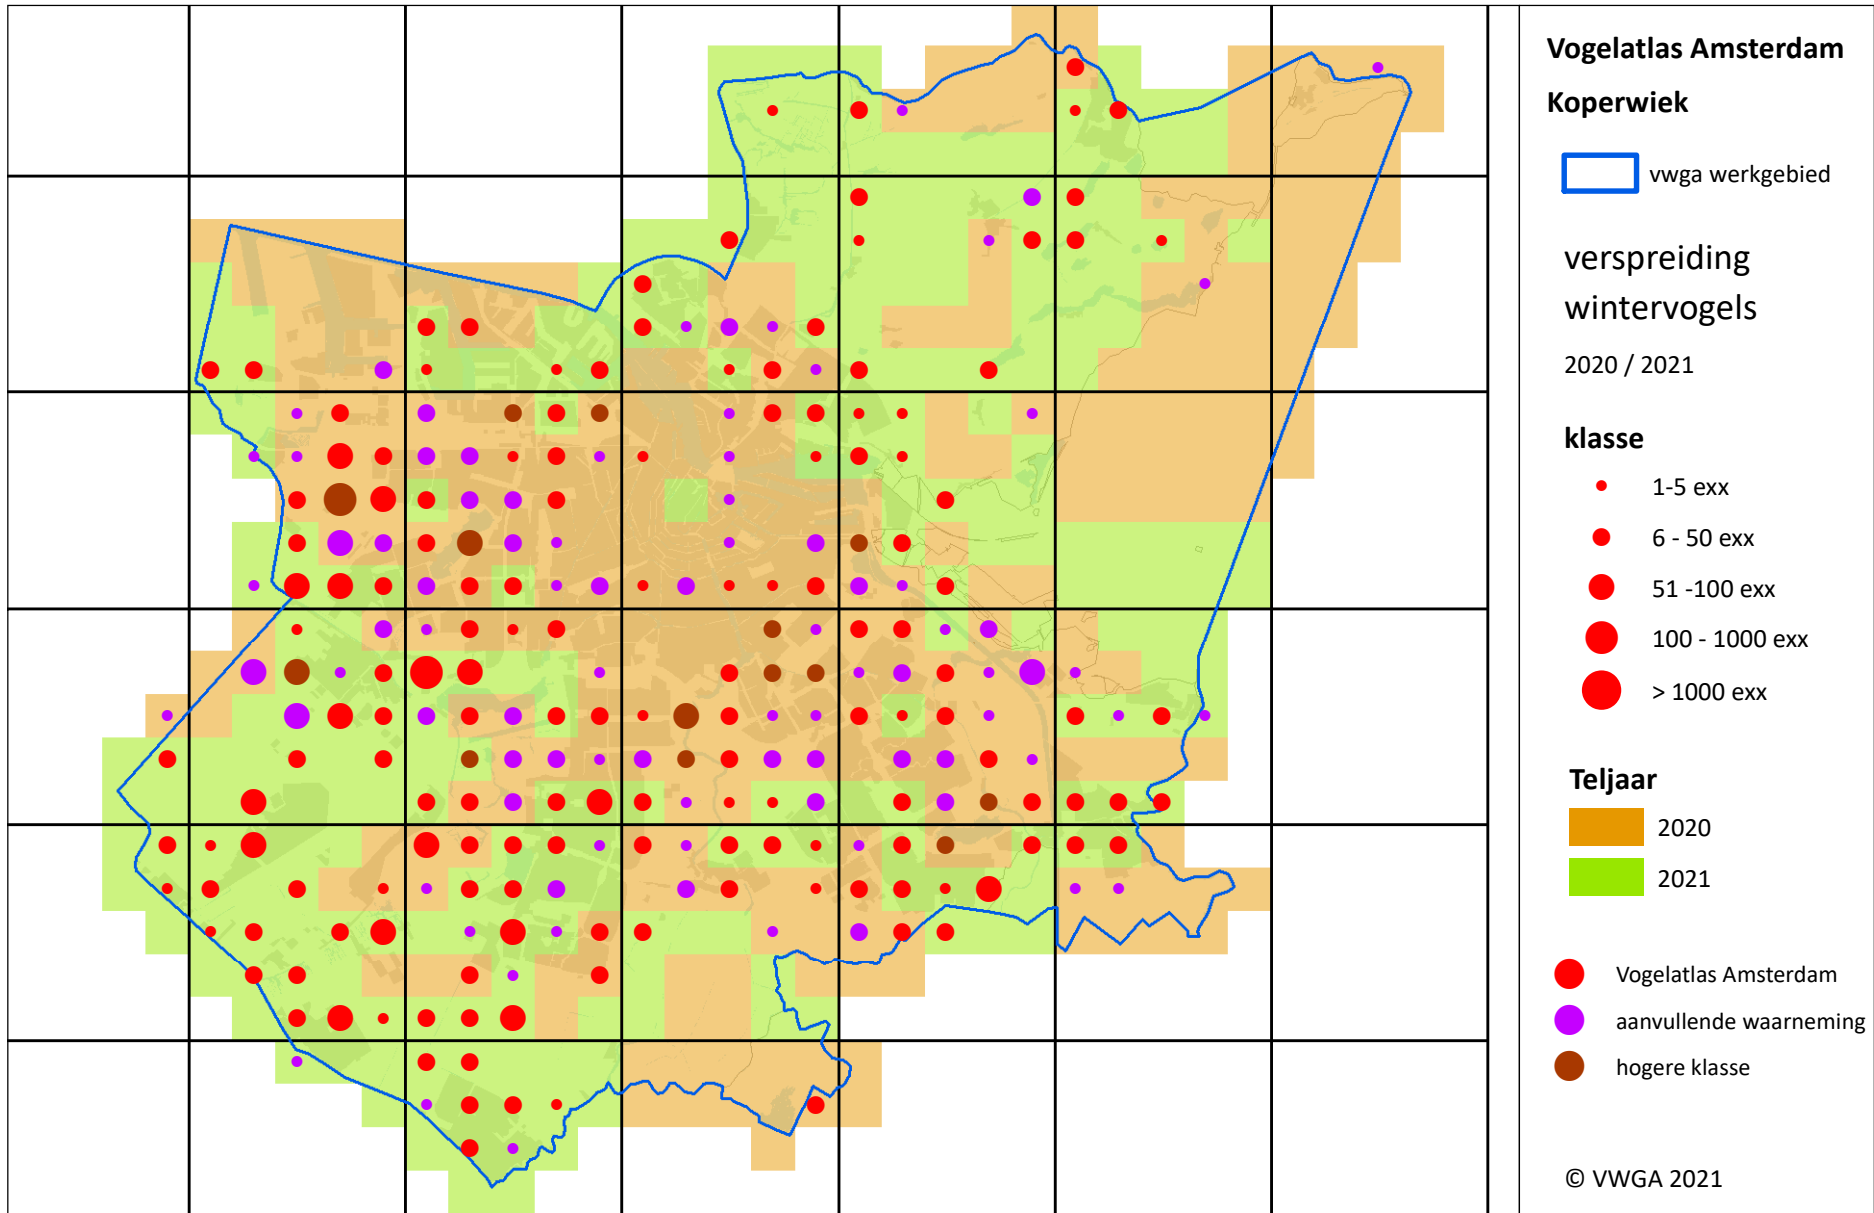 Vogelatlas Amsterdam
Koperwiek
vwga werkgebied
verspreiding
wintervogels
2020 / 2021
klasse
1-5 exx
6 - 50 exx
51 -100 exx
100 - 1000 exx
> 1000 exx
Teljaar
2020
2021
Vogelatlas Amsterdam
aanvullende waarneming
hogere klasse
© VWGA 2021